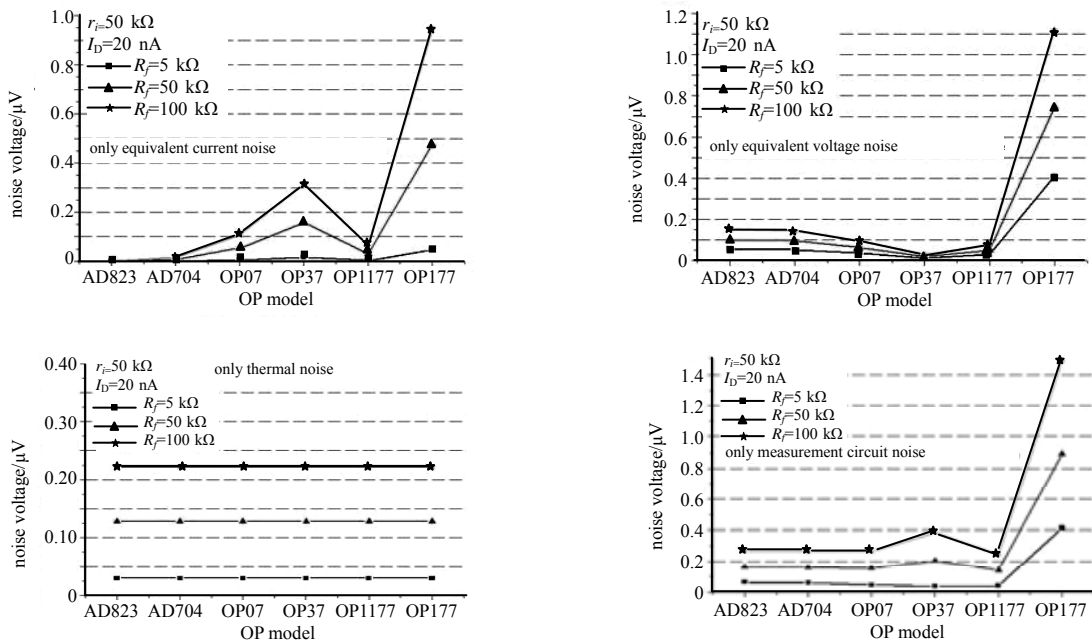 1.0
0.8
0.6
0.4
0.2
0
noise voltage/μV
r_i=50 kΩ
I_D=20 nA
R_f=5 kΩ
R_f=50 kΩ
R_f=100 kΩ
only equivalent current noise
AD823 AD704 OP07 OP37 OP1177 OP177
OP model
1.2
1.0
0.8
0.6
0.4
0.2
0
noise voltage/μV
r_i=50 kΩ
I_D=20 nA
R_f=5 kΩ
R_f=50 kΩ
R_f=100 kΩ
only equivalent voltage noise
AD823 AD704 OP07 OP37 OP1177 OP177
OP model
0.40
0.30
0.20
0.10
0
noise voltage/μV
r_i=50 kΩ
only thermal noise
I_D=20 nA
R_f=5 kΩ
R_f=50 kΩ
R_f=100 kΩ
AD823 AD704 OP07 OP37 OP1177 OP177
OP model
1.4
1.2
1.0
0.8
0.6
0.4
0.2
0
noise voltage/μV
r_i=50 kΩ
I_D=20 nA
R_f=5 kΩ
R_f=50 kΩ
R_f=100 kΩ
only measurement circuit noise
AD823 AD704 OP07 OP37 OP1177 OP177
OP model